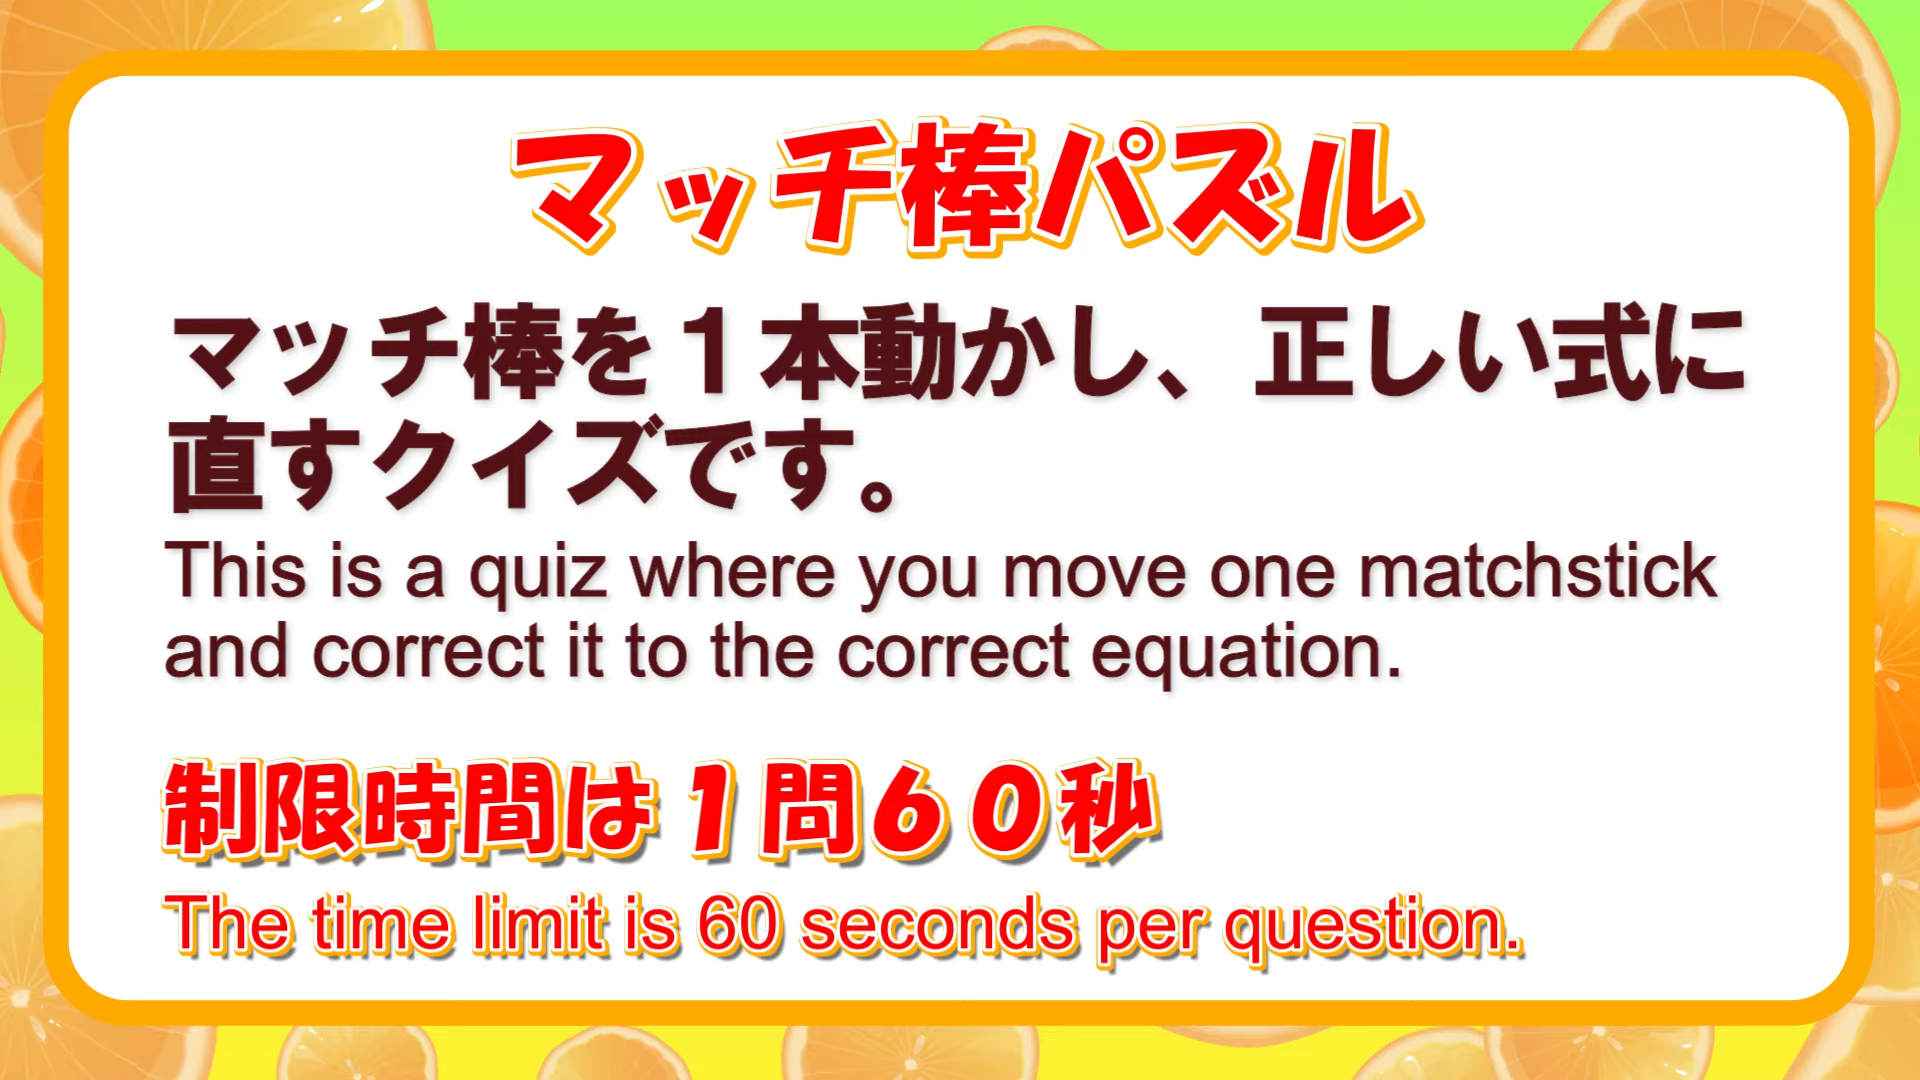 マッチ棒パズル
マッチ棒を１本動かし、正しい式に
直すクイズです。
This is a quiz where you move one matchstick
and correct it to the correct equation.
制限時間は１問６０秒
The time limit is 60 seconds per question.